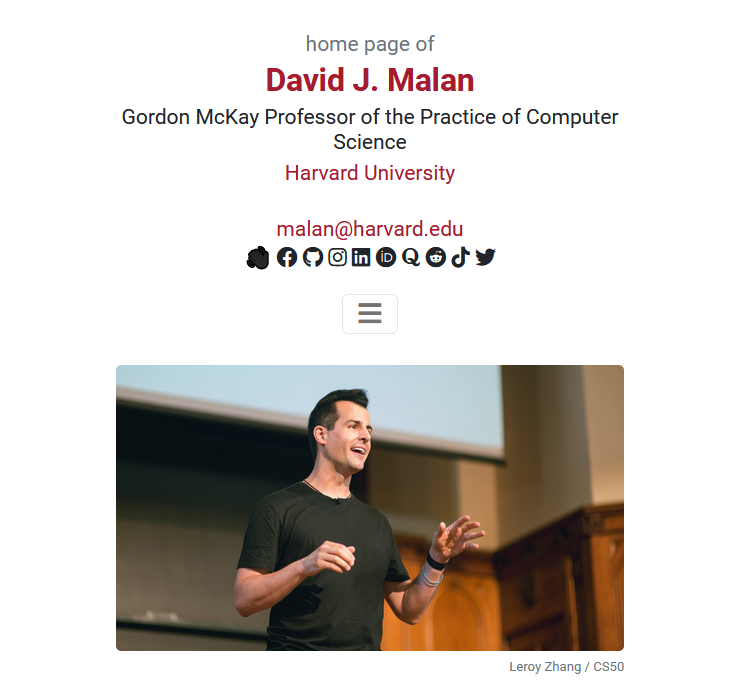 home page of
David J. Malan
Gordon McKay Professor of the Practice of Computer
Science
Harvard University
malan@harvard.edu
Leroy Zhang / CS50